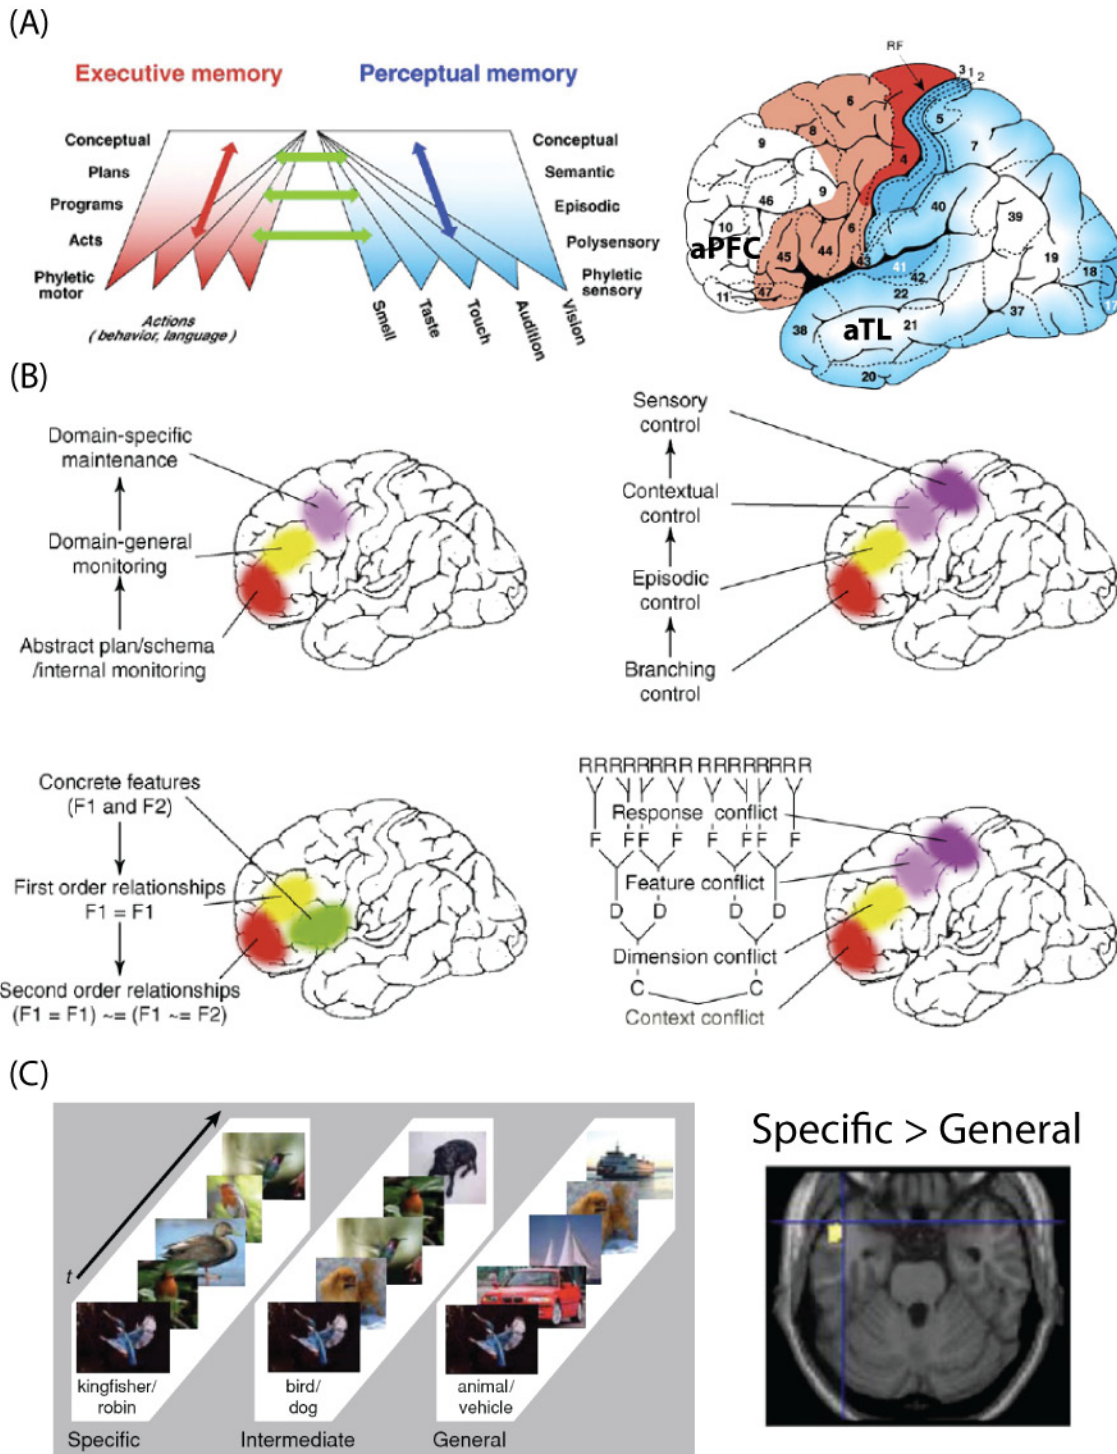 (A)
Executive memory
Perceptual memory
Conceptual
Plans
Programs
Acts
Phyletic
motor
Actions
( behavior, language )
Conceptual
Semantic
Episodic
Polysensory
Phyletic
sensory
Smell
Taste
Touch
Audition
Vision
RF
3 1 2
6
8
9
4
5
7
46
9
6
40
39
10
aPFC
45
44
43
41
42
19
18
17
11
47
22
37
38
21
aTL
20
(B)
Domain-specific
maintenance
Domain-general
monitoring
Abstract plan/schema
/internal monitoring
Sensory
control
Contextual
control
Episodic
control
Branching
control
Concrete features
(F1 and F2)
First order relationships
F1 = F1
Second order relationships
(F1 = F1) ~= (F1 ~= F2)
RRRRRRRR RRRRRRRR
Response conflict
F F F F F F F F
Feature conflict
D D D D
Dimension conflict
C C
Context conflict
(C)
t
kingfisher/
robin
Specific
bird/
dog
Intermediate
animal/
vehicle
General
Specific > General